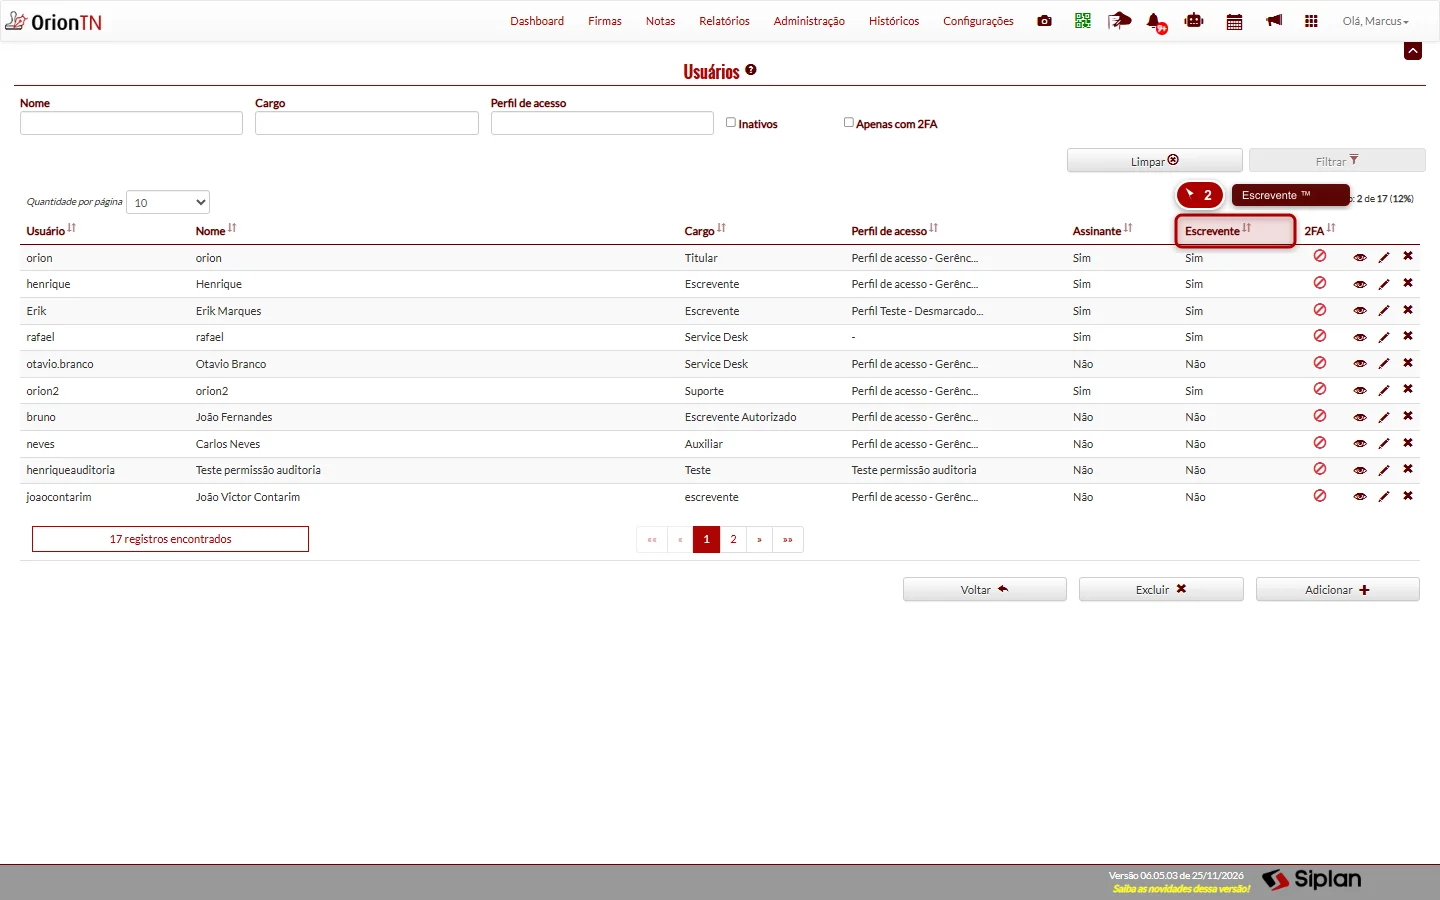 OrionTN Dashboard Firmas Notas Relatórios Administração Históricos Configurações 9+ Olá, Marcus
Usuários
Nome Cargo Perfil de acesso
Inativos Apenas com 2FA
Limpar Filtrar
Quantidade por página 10 2 Escrevente ™ o: 2 de 17 (12%)
Usuário Nome Cargo Perfil de acesso Assinante Escrevente 2FA
orion orion Titular Perfil de acesso - Gerênc... Sim Sim
henrique Henrique Escrevente Perfil de acesso - Gerênc... Sim Sim
Erik Erik Marques Escrevente Perfil Teste - Desmarcado... Sim Sim
rafael rafael Service Desk - Sim Sim
otavio.branco Otavio Branco Service Desk Perfil de acesso - Gerênc... Não Não
orion2 orion2 Suporte Perfil de acesso - Gerênc... Sim Sim
bruno João Fernandes Escrevente Autorizado Perfil de acesso - Gerênc... Não Não
neves Carlos Neves Auxiliar Perfil de acesso - Gerênc... Não Não
henriqueauditoria Teste permissão auditoria Teste Teste permissão auditoria Não Não
joaocontarim João Victor Contarim escrevente Perfil de acesso - Gerênc... Não Não
17 registros encontrados «« « 1 2 » »»
Voltar Excluir Adicionar
Versão 06.05.03 de 25/11/2026
Saiba as novidades dessa versão!
Siplan